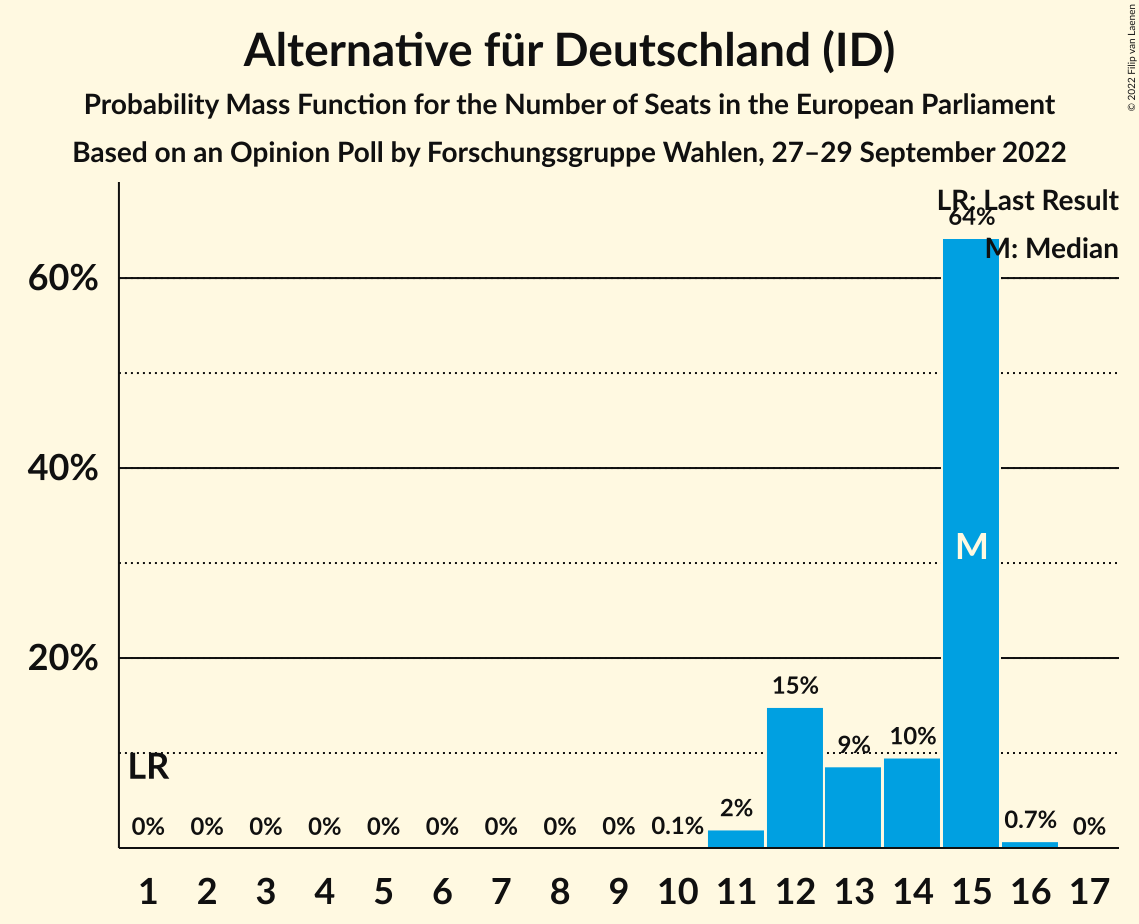 Alternative für Deutschland (ID)
Probability Mass Function for the Number of Seats in the European Parliament
Based on an Opinion Poll by Forschungsgruppe Wahlen, 27–29 September 2022
© 2022 Filip van Laenen
LR: Last Result
M: Median
60%
40%
20%
64%
M
15%
9%
10%
LR
0% 0% 0% 0% 0% 0% 0% 0% 0% 0.1% 2% 0.7% 0%
1 2 3 4 5 6 7 8 9 10 11 12 13 14 15 16 17